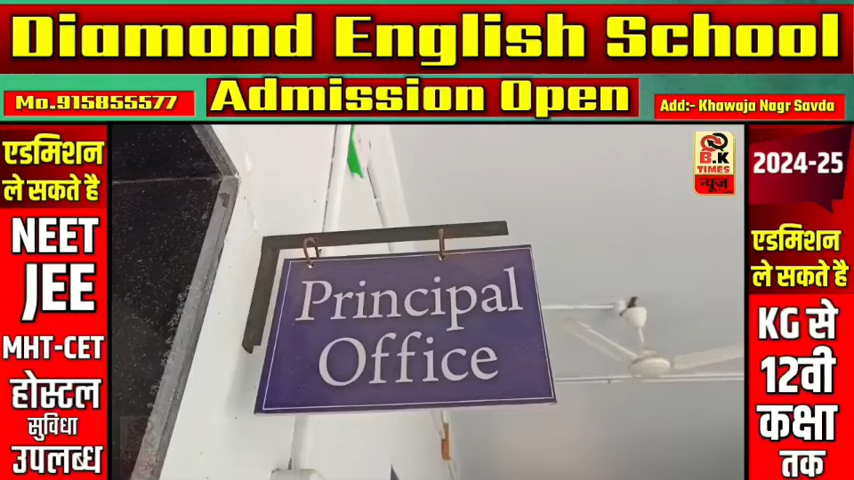 Diamond English School
Mo.915855577
Admission Open
Add:- Khawaja Nagr Savda
एडमिशन
ले सकते है
NEET
JEE
MHT-CET
होस्टल
सुविधा
उपलब्ध
B.K
TIMES
न्यूज़
Principal
Office
2024-25
एडमिशन
ले सकते है
KG से
12वी
कक्षा
तक